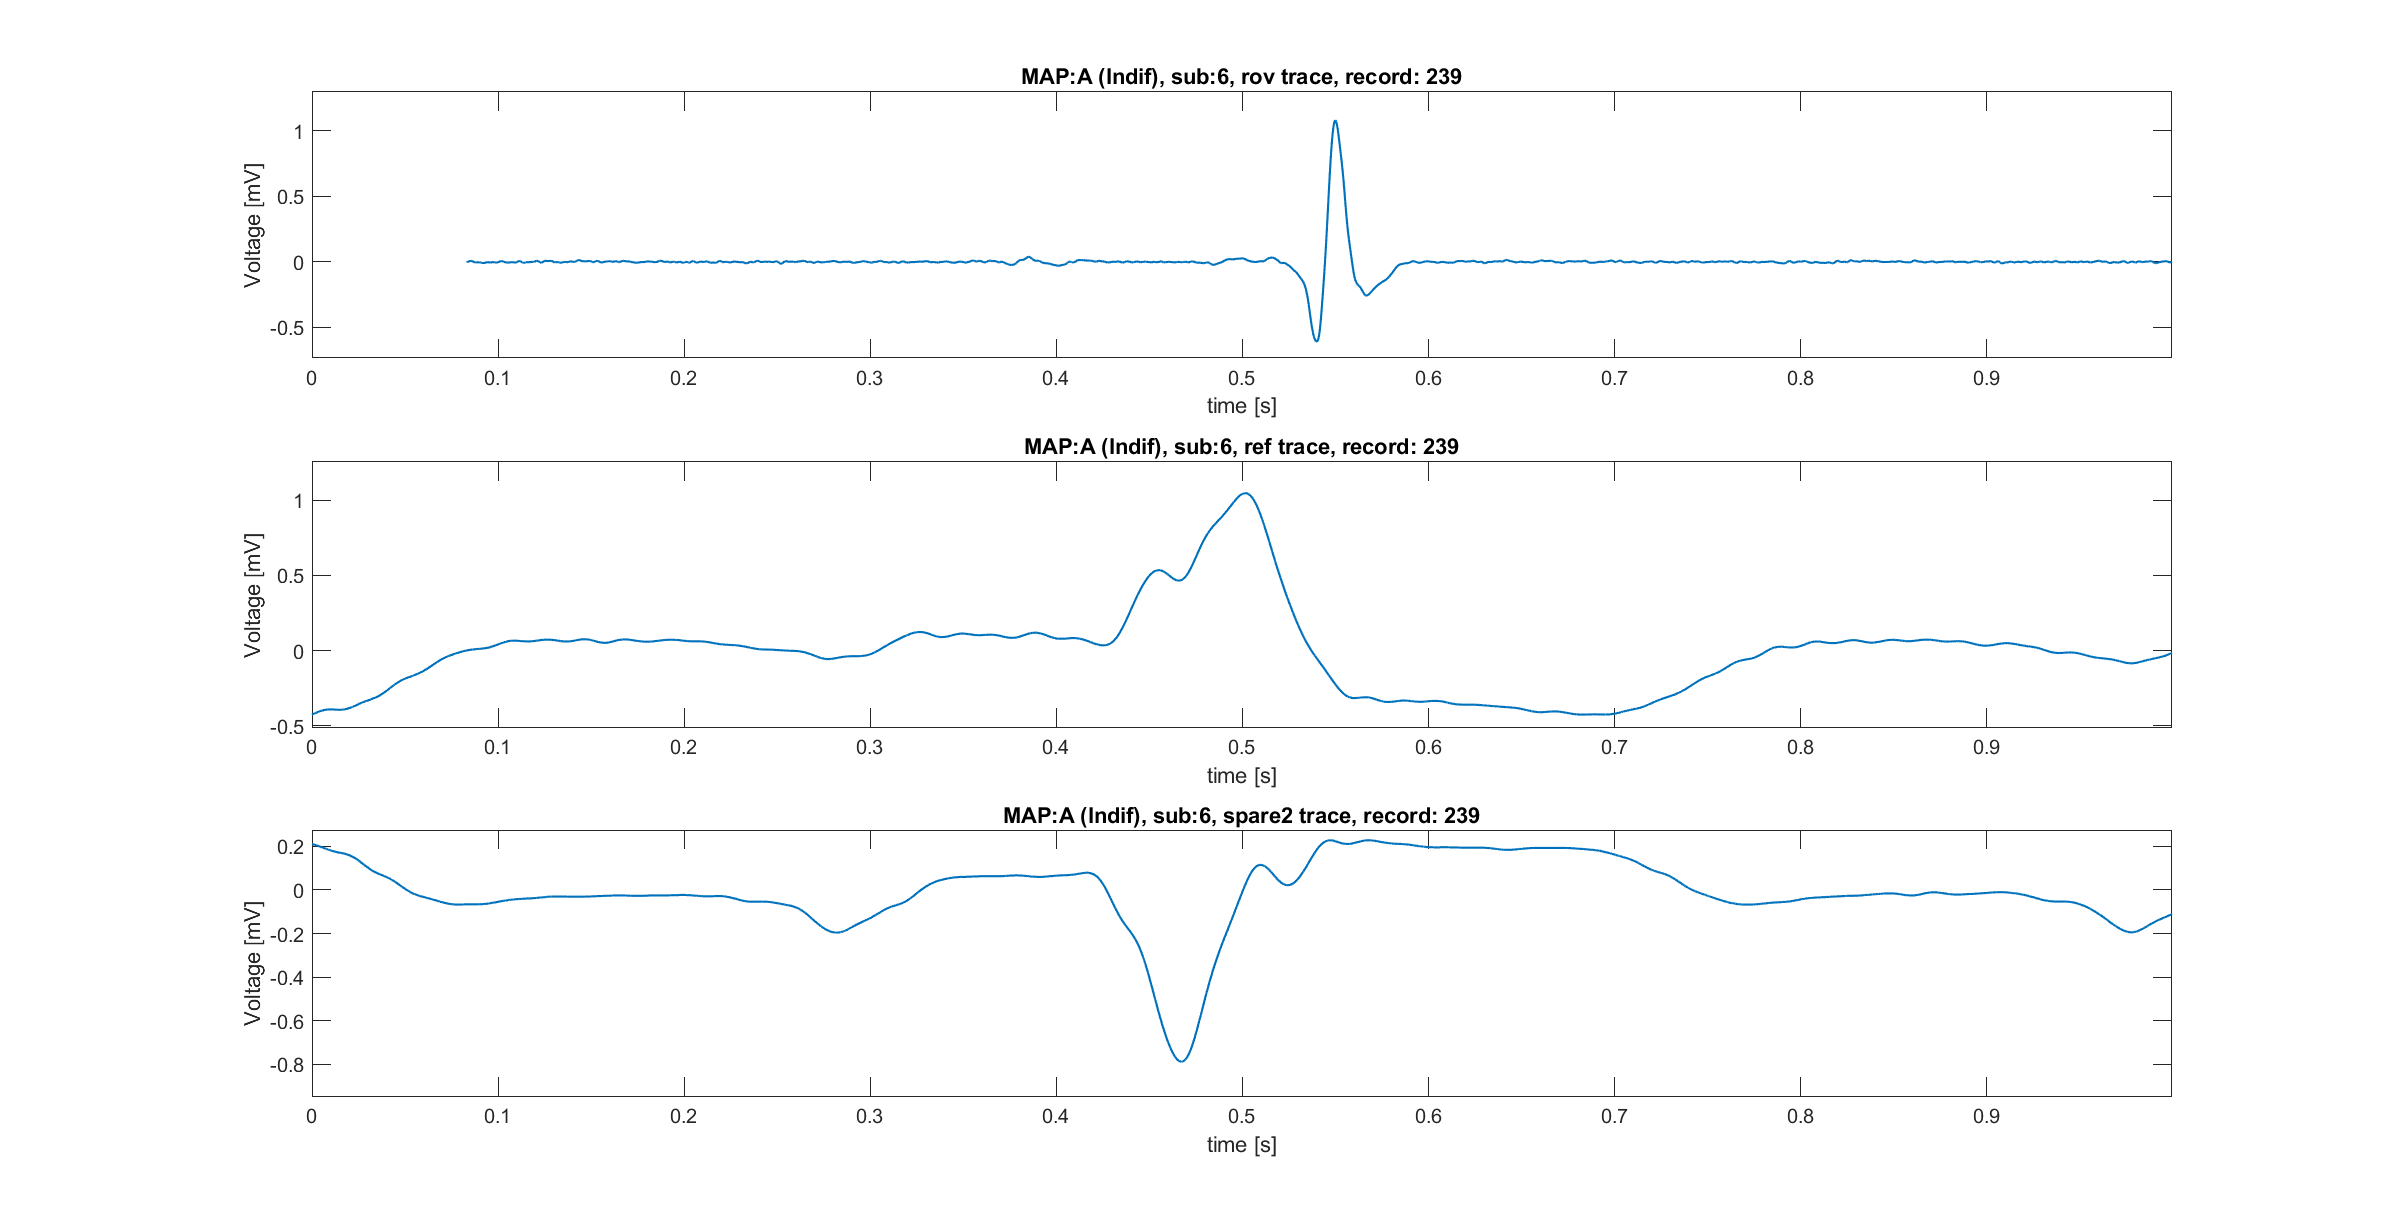 MAP:A (Indif), sub:6, rov trace, record: 239
Voltage [mV]
1
0.5
0
-0.5
0 0.1 0.2 0.3 0.4 0.5 0.6 0.7 0.8 0.9
time [s]
MAP:A (Indif), sub:6, ref trace, record: 239
Voltage [mV]
1
0.5
0
-0.5
0 0.1 0.2 0.3 0.4 0.5 0.6 0.7 0.8 0.9
time [s]
MAP:A (Indif), sub:6, spare2 trace, record: 239
Voltage [mV]
0.2
0
-0.2
-0.4
-0.6
-0.8
0 0.1 0.2 0.3 0.4 0.5 0.6 0.7 0.8 0.9
time [s]